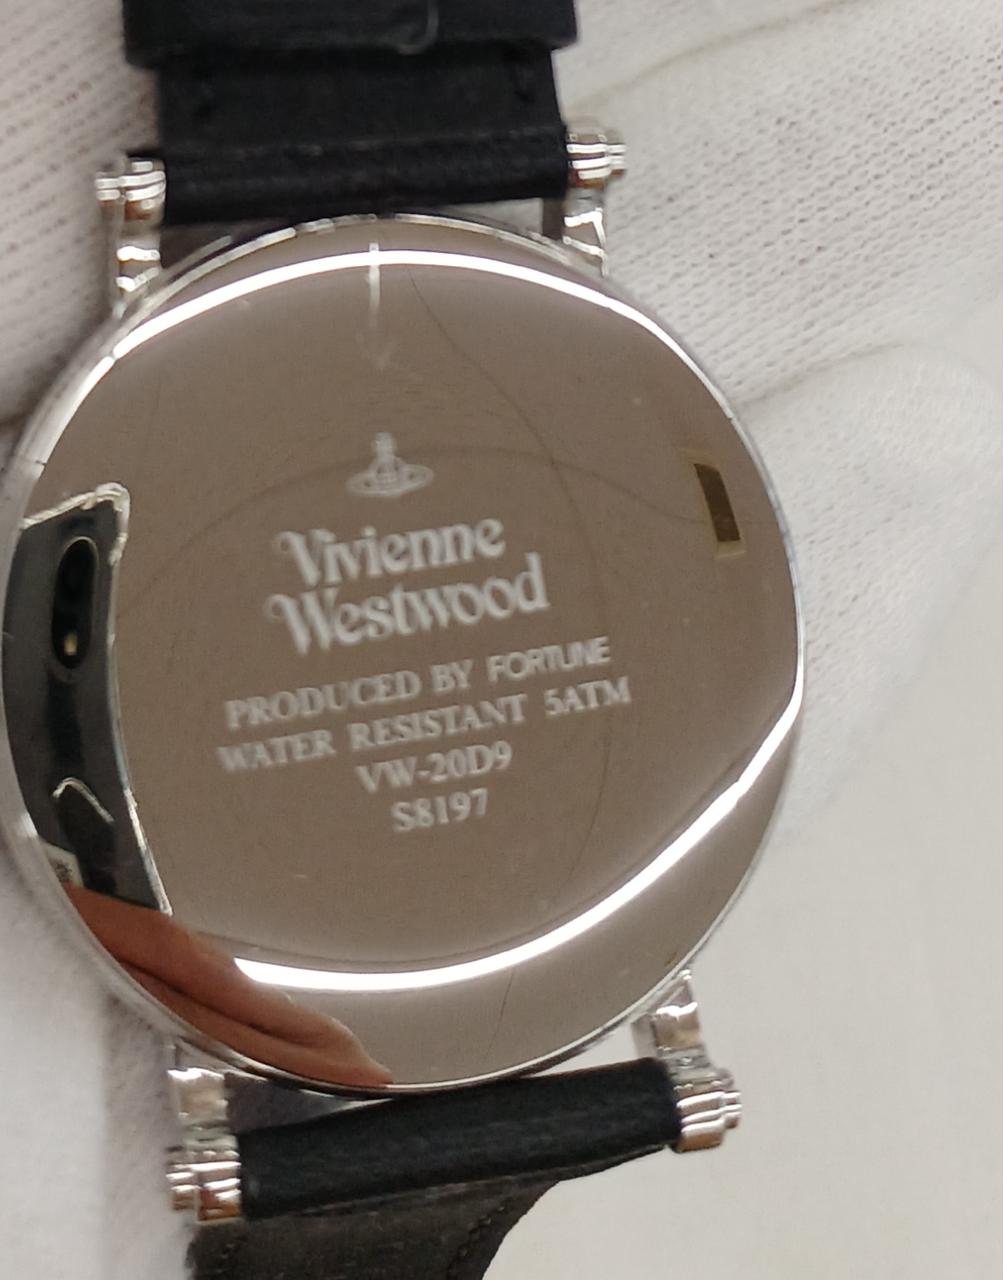 Vivienne
Westwood
PRODUCED BY FORTUNE
WATER RESISTANT 5ATM
VW-20D9
S8197